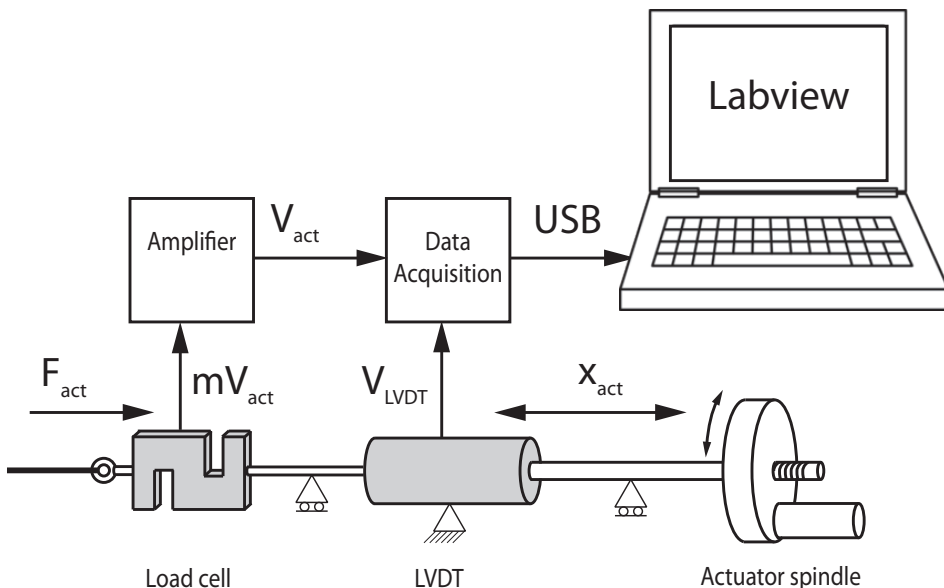 Labview
Amplifier
V_act
Data
Acquisition
USB
F_act
mV_act
V_LVDT
x_act
Load cell
LVDT
Actuator spindle